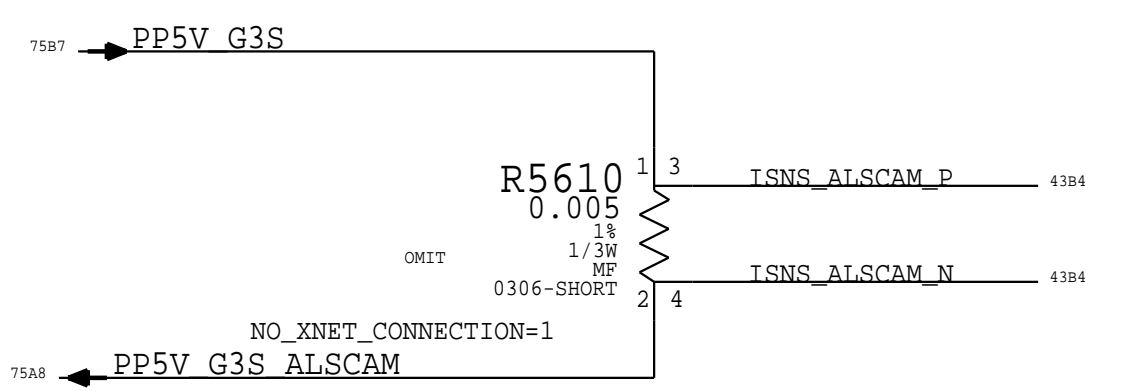 75B7 PP5V_G3S
R5610 1 3 ISNS_ALSCAM_P 43B4
0.005
1%
1/3W
OMIT
MF
0306-SHORT
ISNS_ALSCAM_N 43B4
2 4
NO_XNET_CONNECTION=1
75A8 PP5V_G3S_ALSCAM